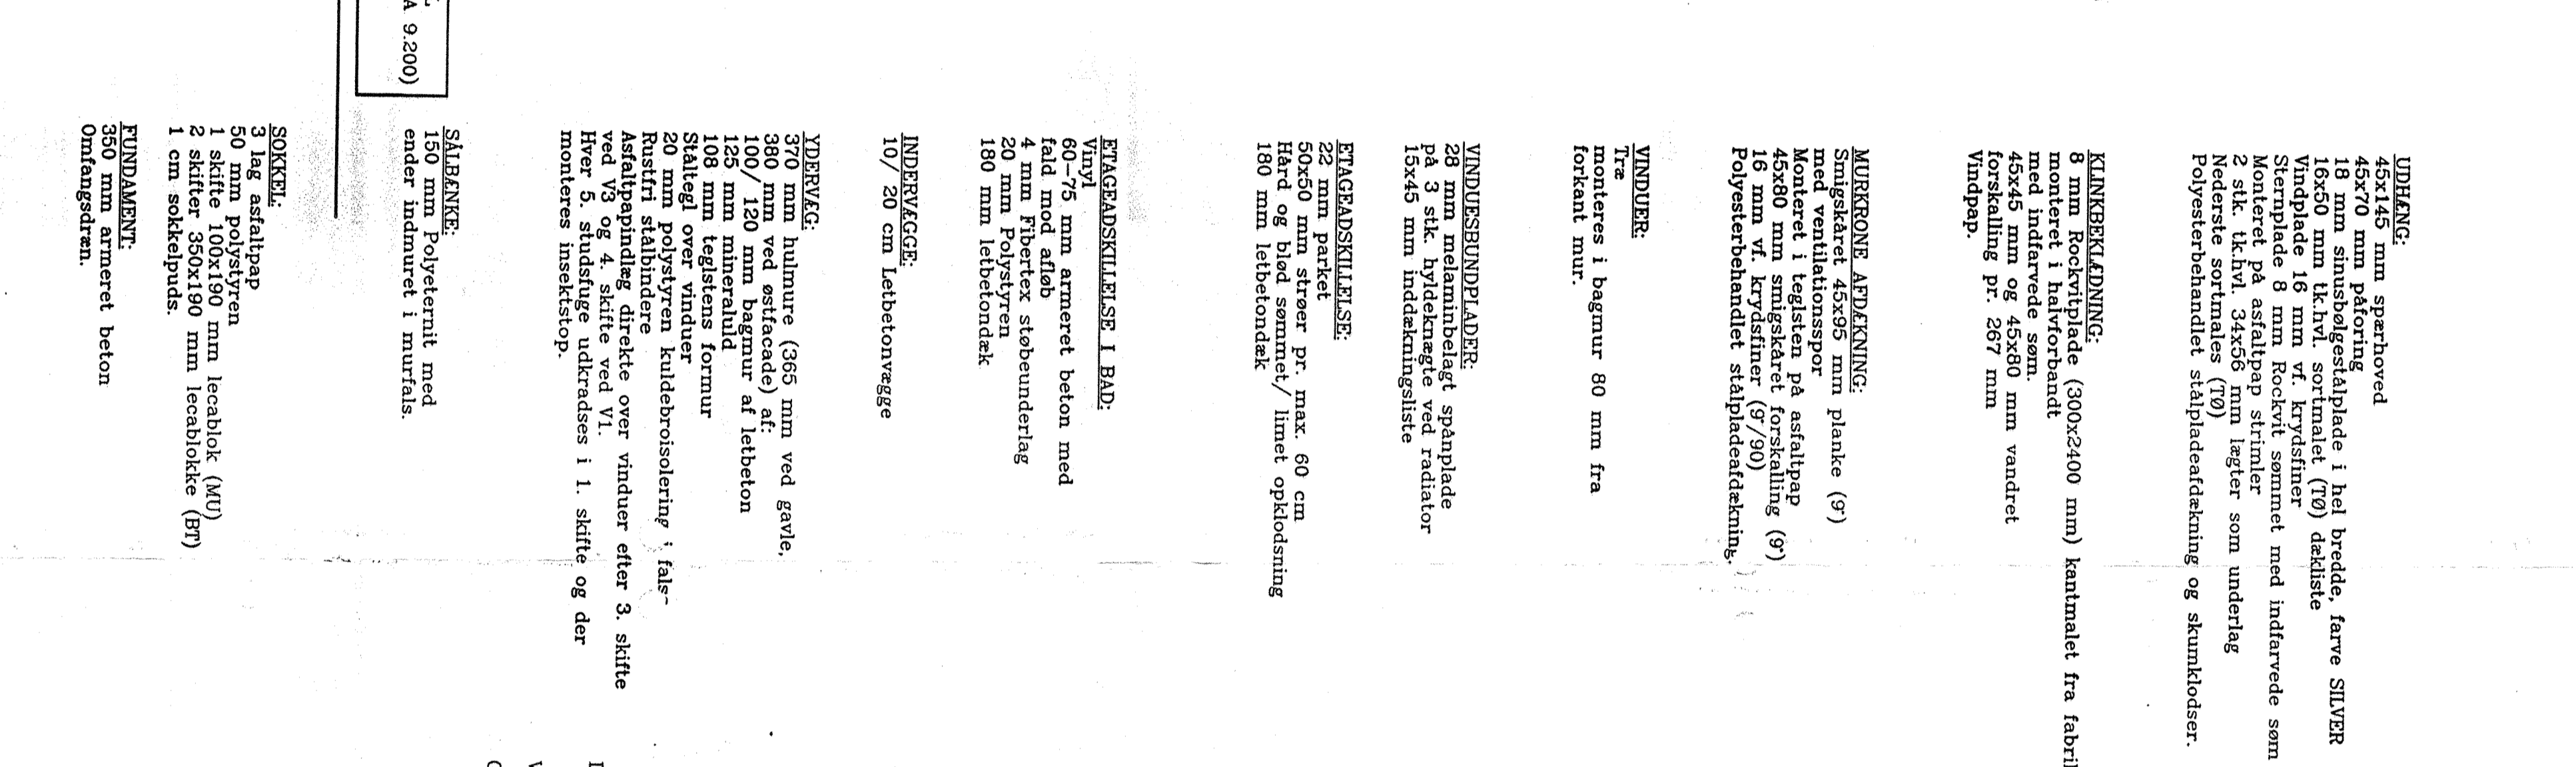 UDHÆNG:
45x145 mm spærhoved
45x70 mm påforing
18 mm sinusbølgestålplade i hel bredde, farve SILVER
16x50 mm tk.hvl. sortmalet (TØ) dækliste
Vindplade 16 mm vf. krydsfiner
Sternplade 8 mm Rockvit sømmet med indfarvede søm
Monteret på asfaltpap strimler
2 stk. tk.hvl. 34x56 mm lægter som underlag
Nederste sortmales (TØ)
Polyesterbehandlet stålpladeafdækning og skumklodser.
KLINKBEKLÆDNING:
8 mm Rockvitplade (300x2400 mm) kantmalet fra
monteret i halvforbandt
med indfarvede søm.
45x45 mm og 45x80 mm vandret
forskalling pr. 267 mm
Vindpap.
MURKRONE AFDÆKNING:
Smigskåret 45x95 mm planke (9°)
med ventilationsspor
Monteret i teglsten på asfaltpap
45x80 mm smigskåret forskalling (9°)
16 mm vf. krydsfiner (9°/90)
Polyesterbehandlet stålpladeafdækning.
VINDUER:
Træ
monteres i bagmur 80 mm fra
forkant mur.
VINDUESBUNDPLADER:
28 mm melaminbelagt spånplade
på 3 stk. hyldeknægte ved radiator
15x45 mm inddækningsliste
ETAGEADSKILLELSE:
22 mm parket
50x50 mm strøer pr. max. 60 cm
Hård og blød sømmet/ limet opklodsning
180 mm letbetondæk
ETAGEADSKILLELSE I BAD:
Vinyl
60-75 mm armeret beton med
fald mod afløb
4 mm Fibertex støbeunderlag
20 mm Polystyren
180 mm letbetondæk
INDERVÆGGE:
10/ 20 cm Letbetonvægge
YDERVÆG:
370 mm hulmure (365 mm ved gavle,
380 mm ved østfacade) af:
100/ 120 mm bagmur af letbeton
125 mm mineraluld
108 mm teglstens formur
Ståltegl over vinduer
20 mm polystyren kuldebroisolering i fals-
Rustfri stålbindere
Asfaltpapindlæg direkte over vinduer efter 3. skifte
ved V3 og 4. skifte ved V1.
Hver 5. studsfuge udkradses i 1. skifte og der
monteres insektstop.
SÅLBÆNKE:
150 mm Polyeternit med
ender indmuret i murfals.
A 9.200)
SOKKEL:
3 lag asfaltpap
50 mm polystyren
1 skifte 100x190 mm lecablok (MU)
2 skifter 350x190 mm lecablokke (BT)
1 cm sokkelpuds.
FUNDAMENT:
350 mm armeret beton
Omfangsdræn.